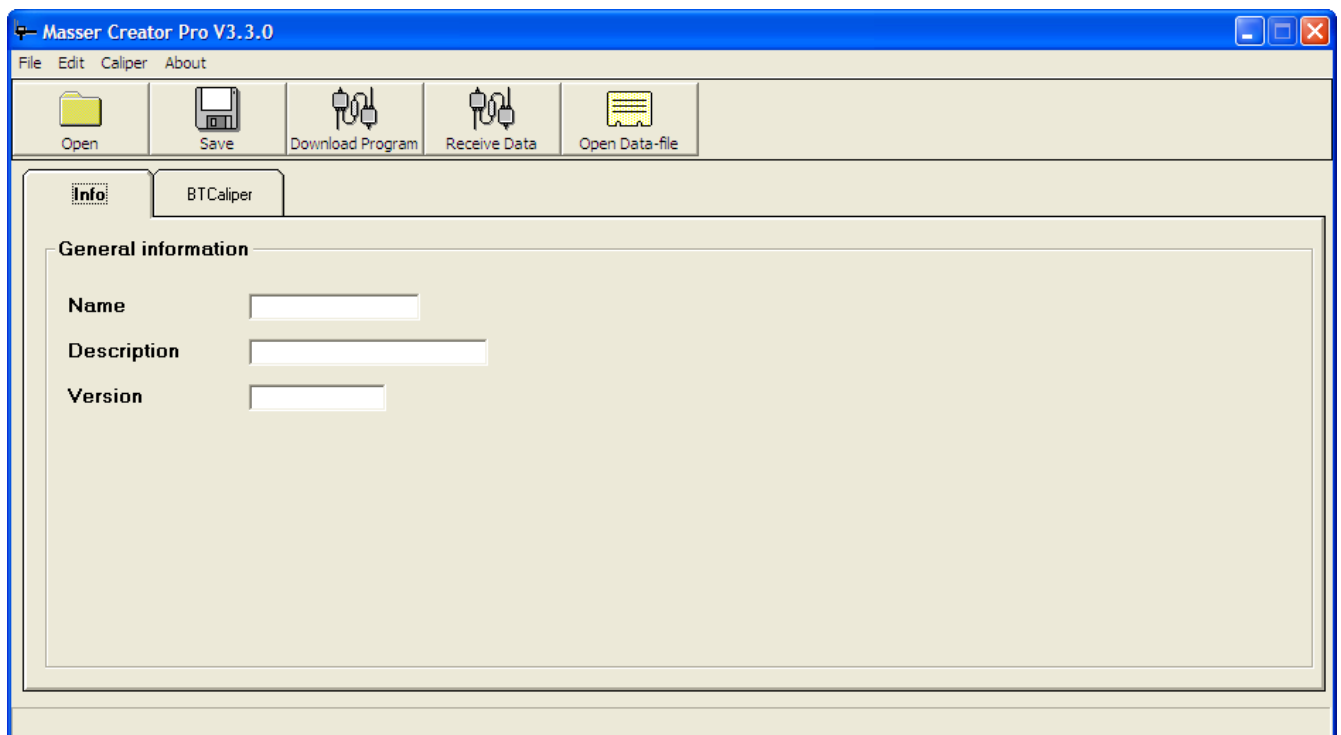 Masser Creator Pro V3.3.0
File Edit Caliper About
Open Save Download Program Receive Data Open Data-file
Info BTCaliper
General information
Name
Description
Version